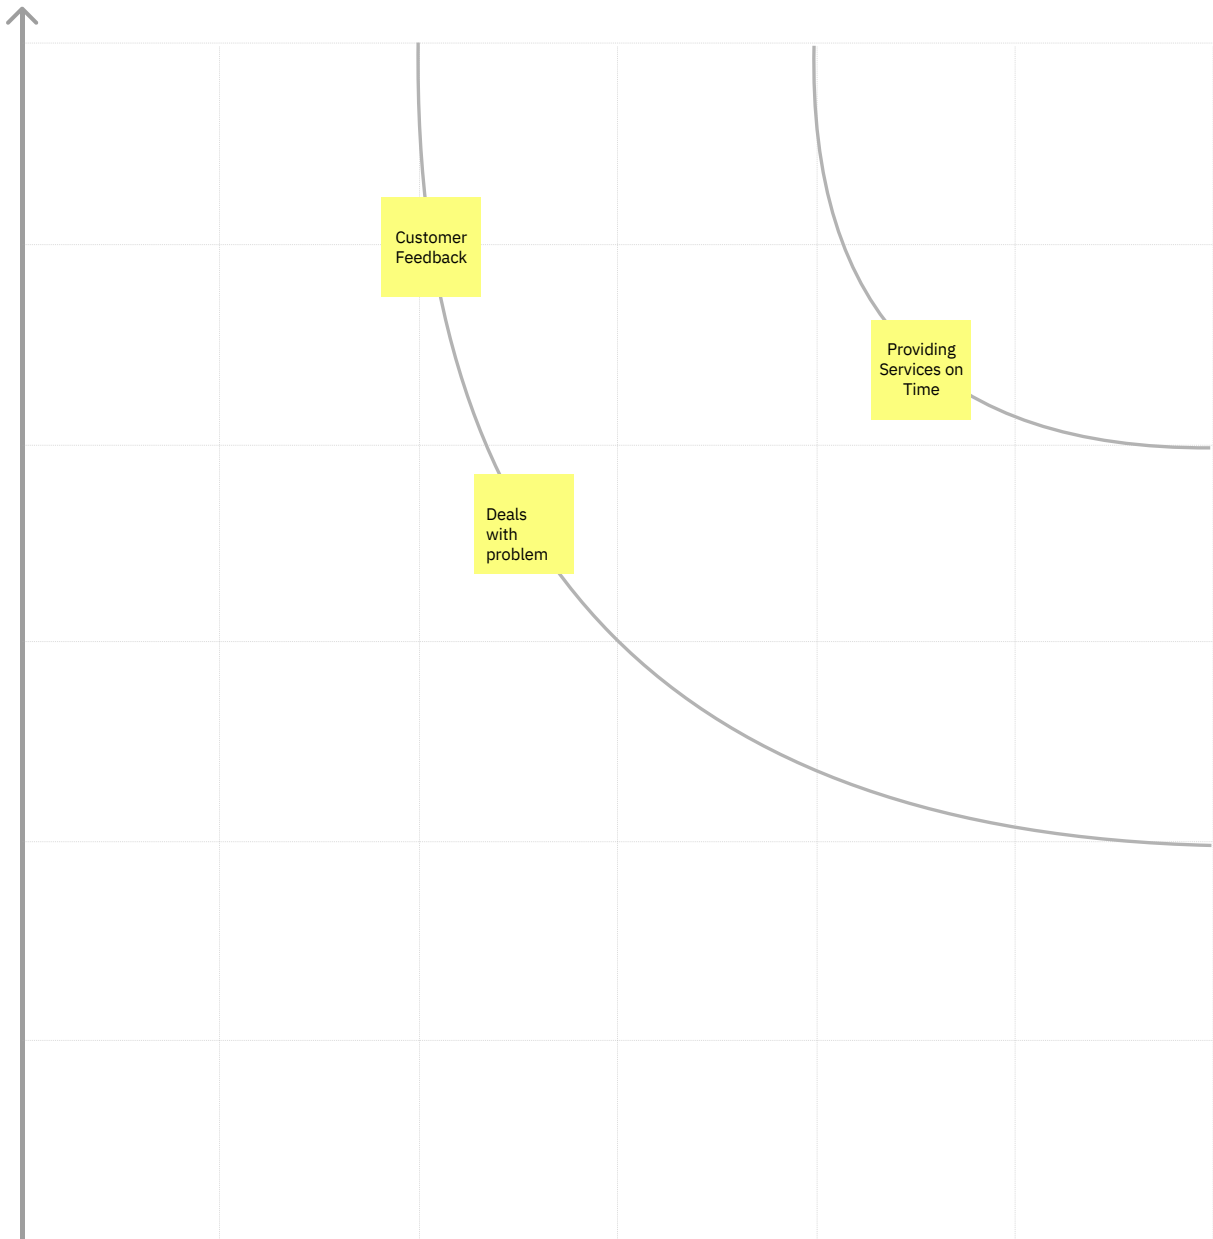 Customer
Feedback
Providing
Services on
Time
Deals
with
problem